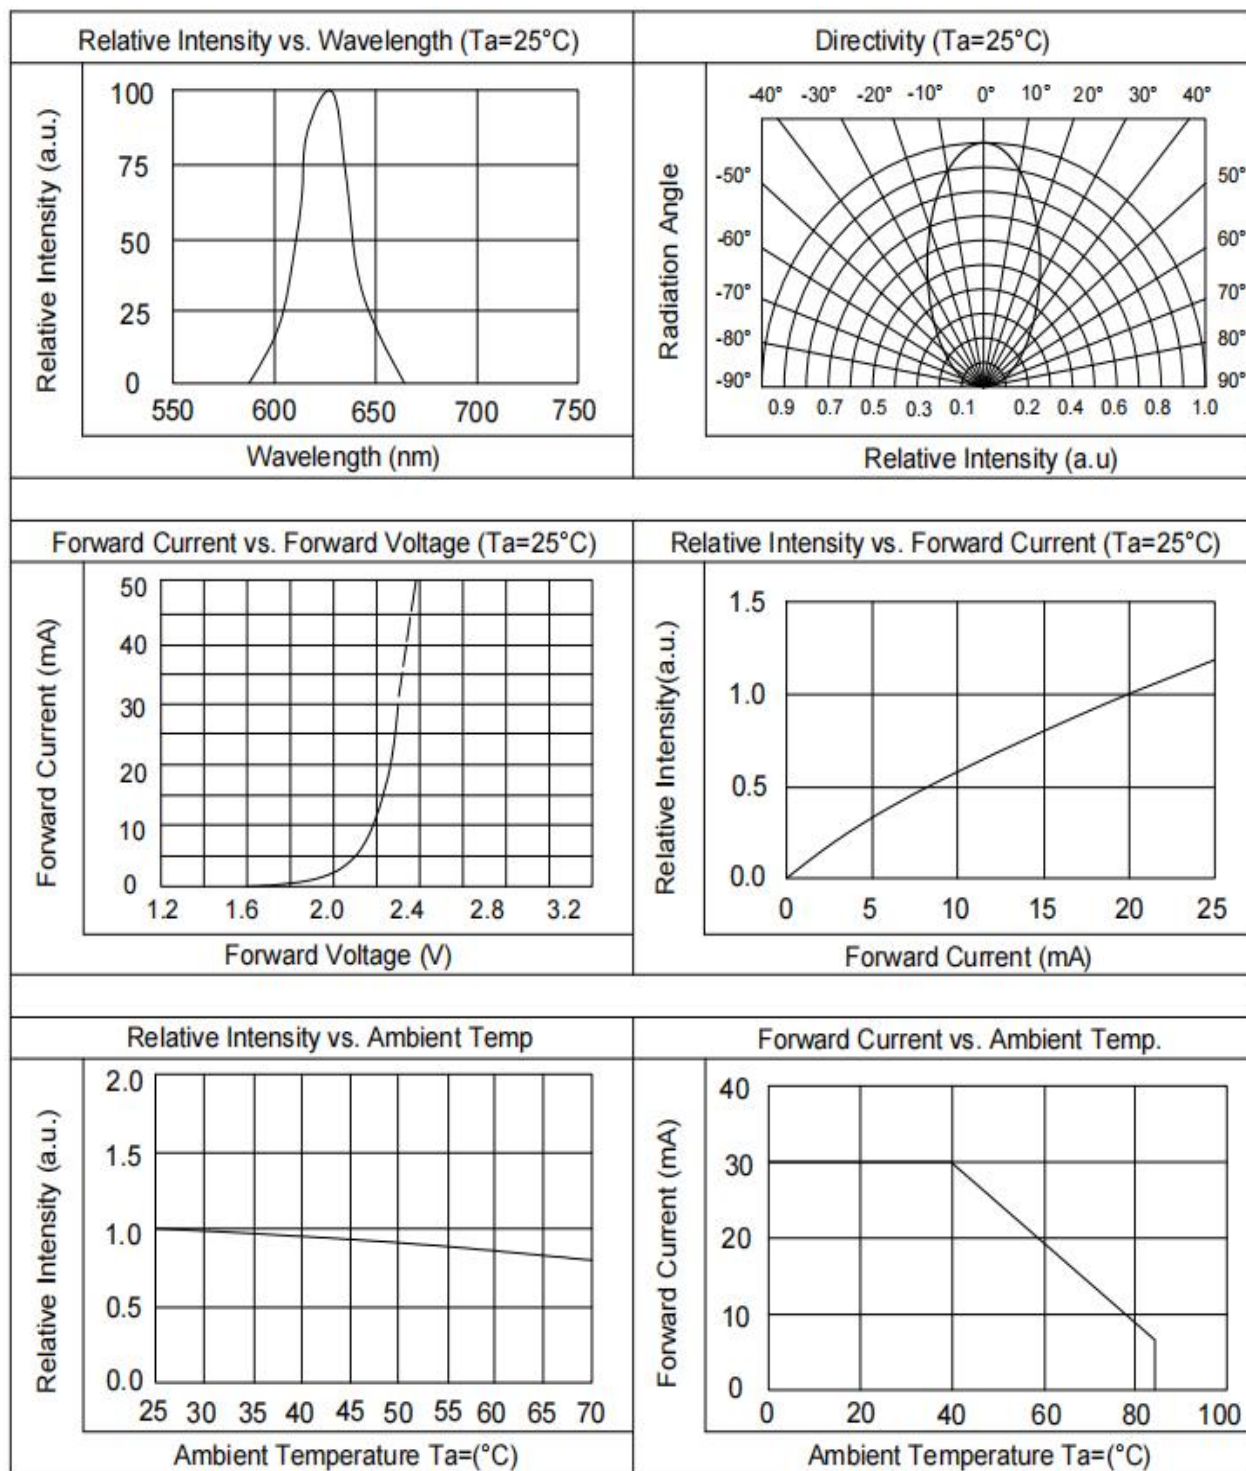 Relative Intensity vs. Wavelength (Ta=25°C)
Relative Intensity (a.u.)
100
75
50
25
0
550 600 650 700 750
Wavelength (nm)
Directivity (Ta=25°C)
Radiation Angle
-40° -30° -20° -10° 0° 10° 20° 30° 40°
-50° 50°
-60° 60°
-70° 70°
-80° 80°
-90° 90°
0.9 0.7 0.5 0.3 0.1 0.2 0.4 0.6 0.8 1.0
Relative Intensity (a.u)
Forward Current vs. Forward Voltage (Ta=25°C)
Forward Current (mA)
50
40
30
20
10
0
1.2 1.6 2.0 2.4 2.8 3.2
Forward Voltage (V)
Relative Intensity vs. Forward Current (Ta=25°C)
Relative Intensity(a.u.)
1.5
1.0
0.5
0.0
0 5 10 15 20 25
Forward Current (mA)
Relative Intensity vs. Ambient Temp
Relative Intensity (a.u.)
2.0
1.5
1.0
0.5
0.0
25 30 35 40 45 50 55 60 65 70
Ambient Temperature Ta=(°C)
Forward Current vs. Ambient Temp.
Forward Current (mA)
40
30
20
10
0
0 20 40 60 80 100
Ambient Temperature Ta=(°C)